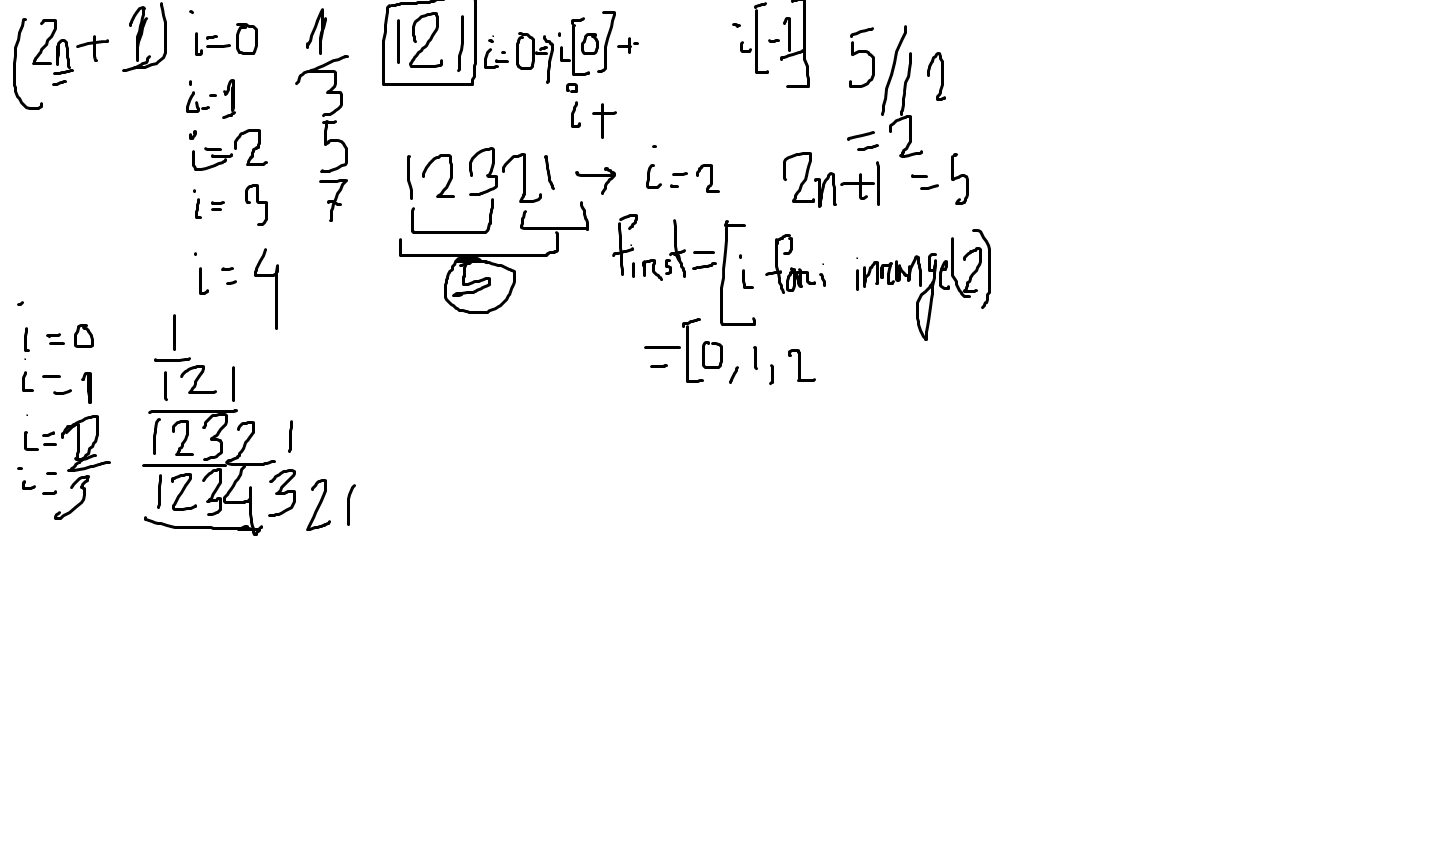 (2n + 1) i=0 1 121 i=0→i[0]+ i[-1] 5//2
i=1 3 i+ =2
i=2 5 12321 → i=2 2n+1 = 5
i=3 7 first=[i for i in range(2)
i=4 5
i=0 1 =[0,1,2
i=1 121
i=2 12321
i=3 1234321